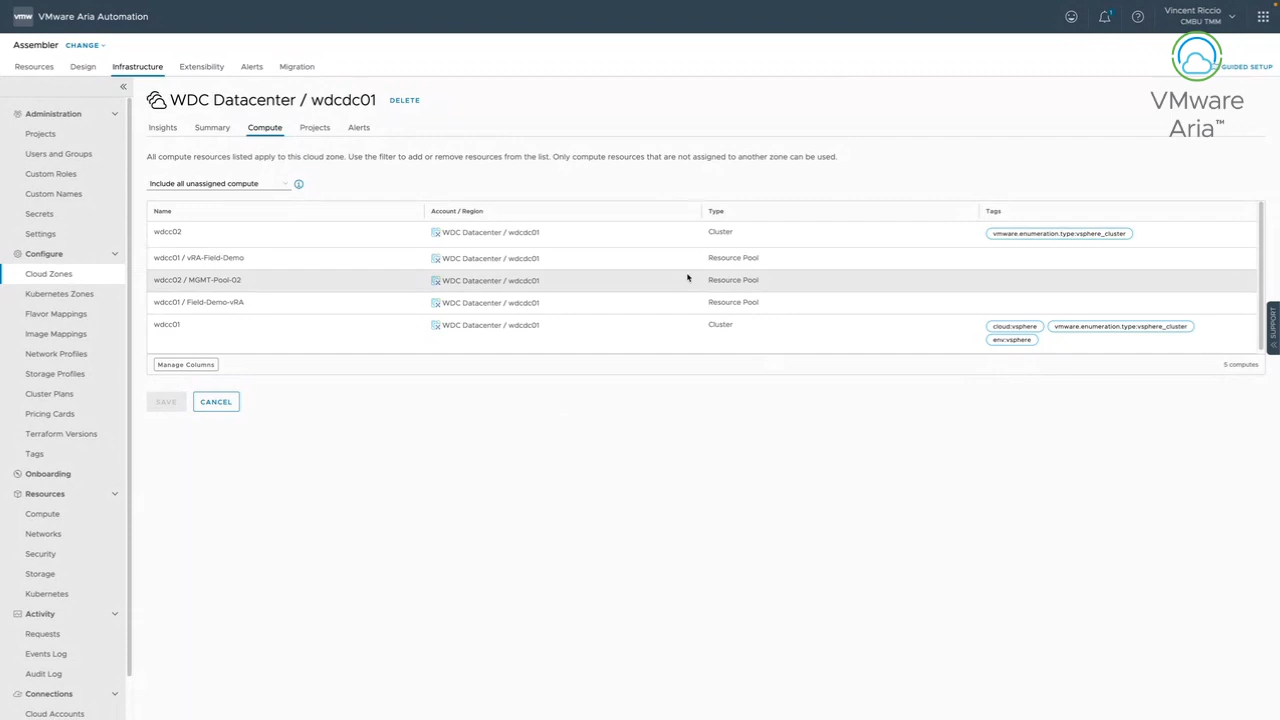 vmw VMware Aria Automation
1
Vincent Riccio
CMBU TMM
Assembler CHANGE
Resources Design Infrastructure Extensibility Alerts Migration
GUIDED SETUP
VMware
Aria™
Administration
Projects
Users and Groups
Custom Roles
Custom Names
Secrets
Settings
Configure
Cloud Zones
Kubernetes Zones
Flavor Mappings
Image Mappings
Network Profiles
Storage Profiles
Cluster Plans
Pricing Cards
Terraform Versions
Tags
Onboarding
Resources
Compute
Networks
Security
Storage
Kubernetes
Activity
Requests
Events Log
Audit Log
Connections
Cloud Accounts
WDC Datacenter / wdcdc01 DELETE
Insights Summary Compute Projects Alerts
All compute resources listed apply to this cloud zone. Use the filter to add or remove resources from the list. Only compute resources that are not assigned to another zone can be used.
Include all unassigned compute
Name Account / Region Type Tags
wdcc02 WDC Datacenter / wdcdc01 Cluster vmware.enumeration.type:vsphere_cluster
wdcc01 / vRA-Field-Demo WDC Datacenter / wdcdc01 Resource Pool
wdcc02 / MGMT-Pool-02 WDC Datacenter / wdcdc01 Resource Pool
wdcc01 / Field-Demo-vRA WDC Datacenter / wdcdc01 Resource Pool
wdcc01 WDC Datacenter / wdcdc01 Cluster cloud:vsphere vmware.enumeration.type:vsphere_cluster
env:vsphere
Manage Columns 5 computes
SAVE CANCEL
SUPPORT